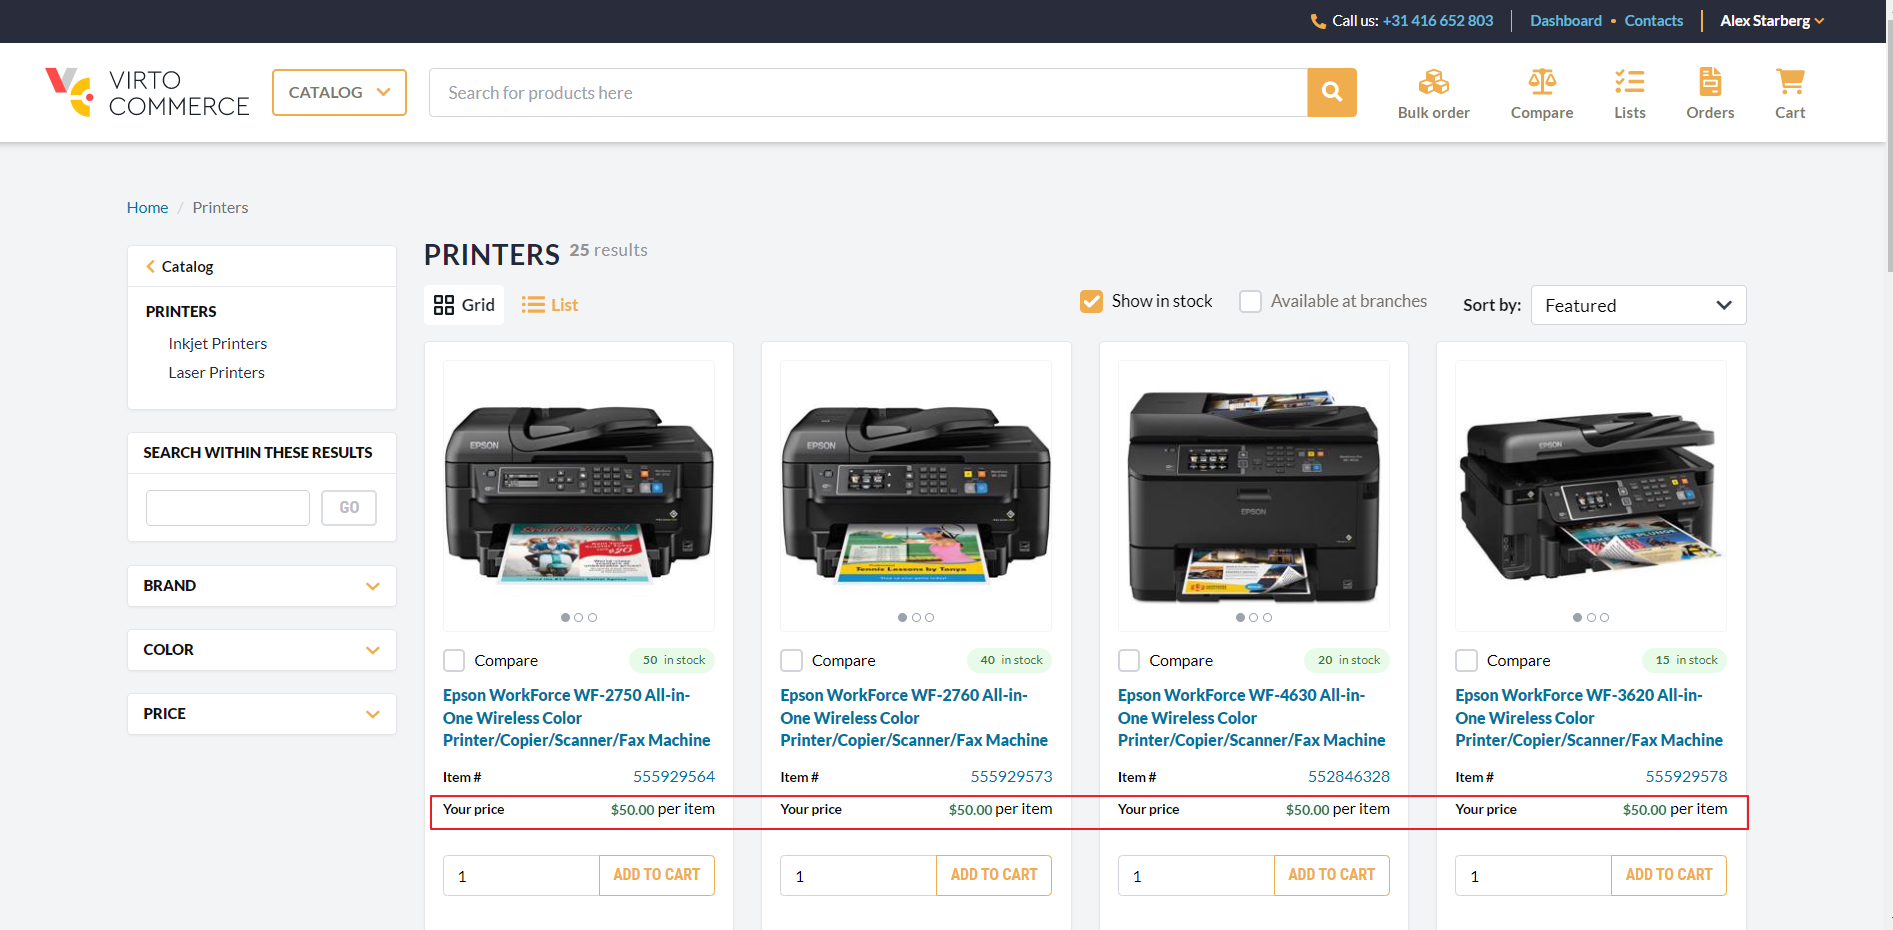 Call us: +31 416 652 803 Dashboard • Contacts Alex Starberg
VIRTO
COMMERCE
CATALOG
Search for products here
Bulk order Compare Lists Orders Cart
Home / Printers
Catalog
PRINTERS
Inkjet Printers
Laser Printers
SEARCH WITHIN THESE RESULTS
GO
BRAND
COLOR
PRICE
PRINTERS 25 results
Grid List
Show in stock Available at branches Sort by: Featured
EPSON EPSON EPSON EPSON
$20
Tennis Lessons by Tanya
Compare 50 in stock Compare 40 in stock Compare 20 in stock Compare 15 in stock
Epson WorkForce WF-2750 All-in- Epson WorkForce WF-2760 All-in- Epson WorkForce WF-4630 All-in- Epson WorkForce WF-3620 All-in-
One Wireless Color One Wireless Color One Wireless Color One Wireless Color
Printer/Copier/Scanner/Fax Machine Printer/Copier/Scanner/Fax Machine Printer/Copier/Scanner/Fax Machine Printer/Copier/Scanner/Fax Machine
Item # 555929564 Item # 555929573 Item # 552846328 Item # 555929578
Your price $50.00 per item Your price $50.00 per item Your price $50.00 per item Your price $50.00 per item
1 ADD TO CART 1 ADD TO CART 1 ADD TO CART 1 ADD TO CART